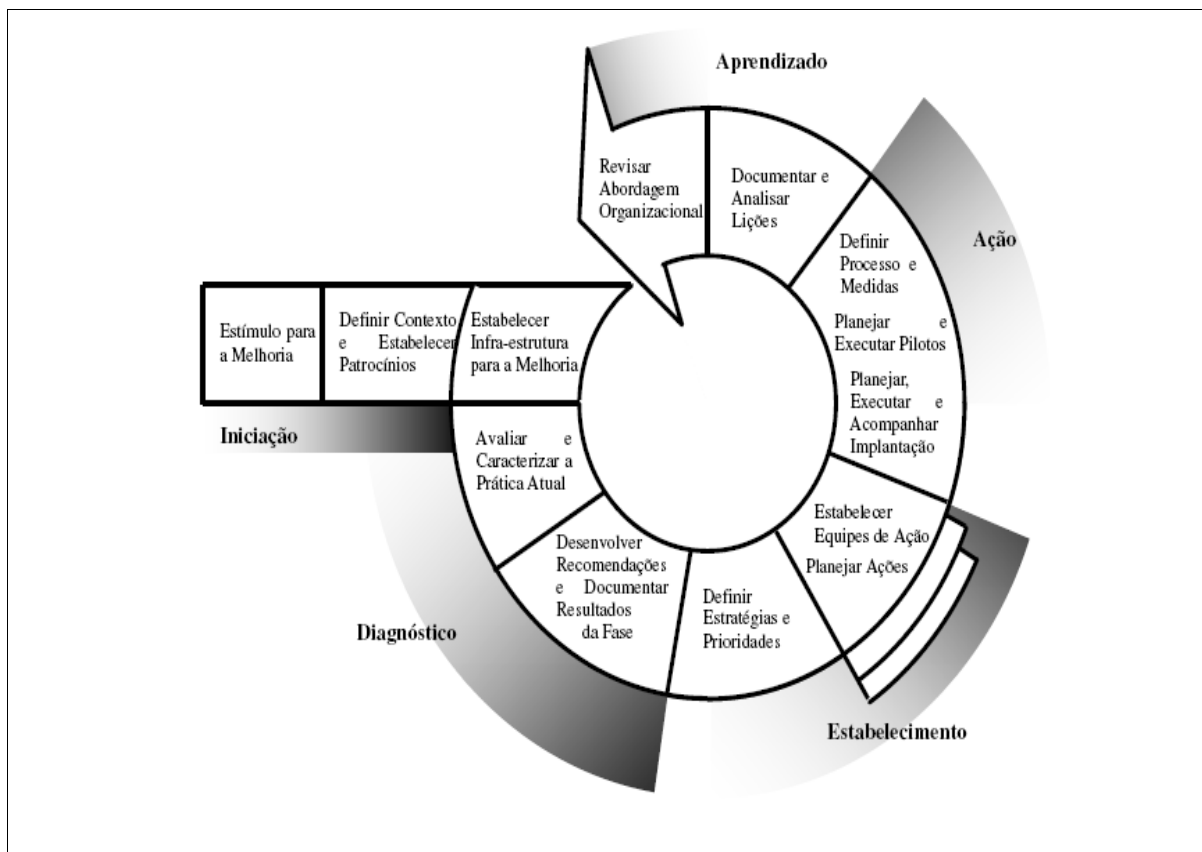 Estímulo para
a Melhoria
Definir Contexto
e Estabelecer
Patrocínios
Estabelecer
Infra-estrutura
para a Melhoria
Iniciação
Avaliar e
Caracterizar a
Prática Atual
Desenvolver
Recomendações
e Documentar
Resultados
da Fase
Diagnóstico
Definir
Estratégias e
Prioridades
Estabelecer
Equipes de Ação
Planejar Ações
Estabelecimento
Definir
Processo e
Medidas
Planejar e
Executar Pilotos
Planejar,
Executar e
Acompanhar
Implantação
Ação
Documentar e
Analisar
Lições
Revisar
Abordagem
Organizacional
Aprendizado